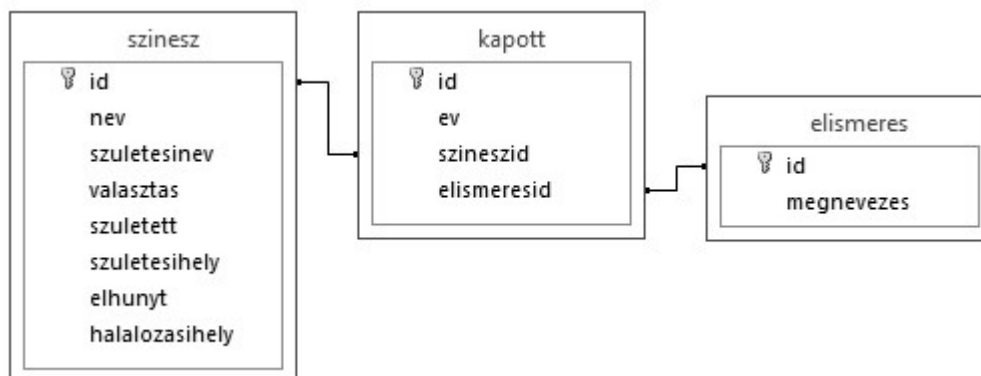 szinesz
id
nev
szuletesinev
valasztas
szuletett
szuletesihely
elhunyt
halalozasihely
kapott
id
ev
szineszid
elismeresid
elismeres
id
megnevezes